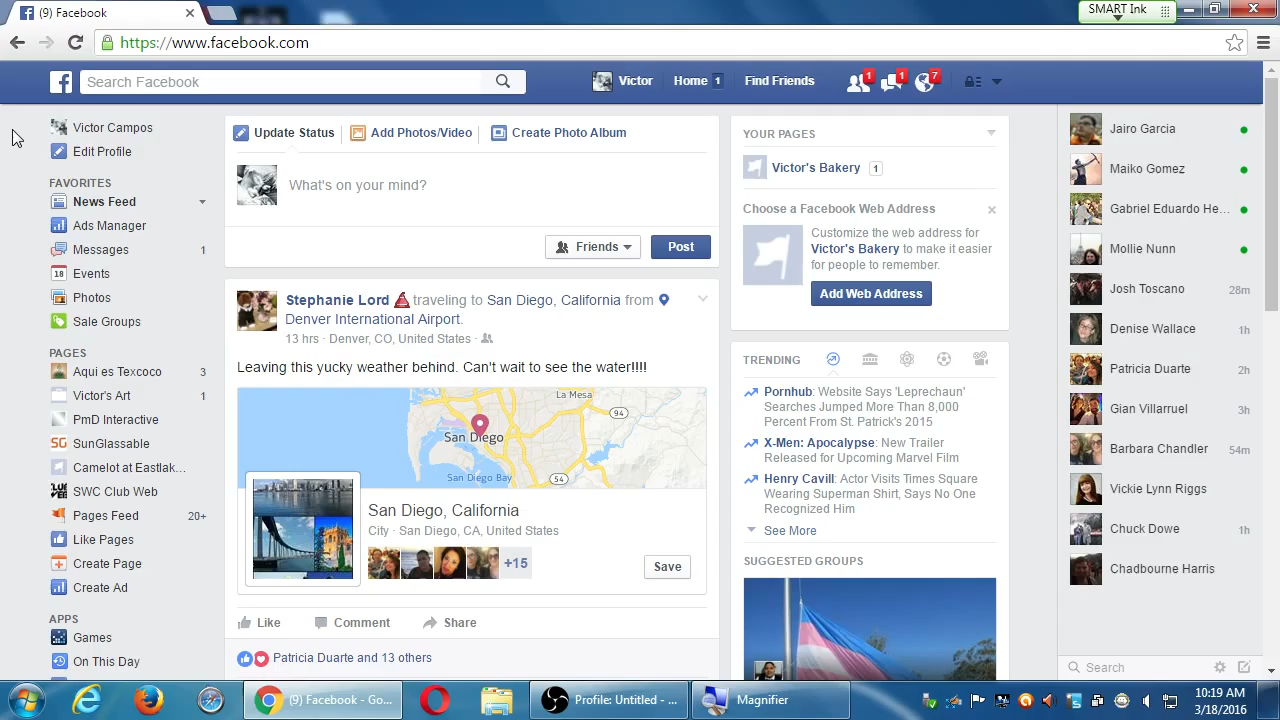 (9) Facebook
SMART Ink
https://www.facebook.com
Search Facebook
Victor
Home 1
Find Friends
1
1
7
Victor Campos
Edit Profile
FAVORITES
News Feed
Ads Manager
Messages 1
18 Events
Photos
Sale Groups
PAGES
Aqui es Texcoco 3
Victor's Art 1
PmD Interactive
SG SunGlassable
Camelot at Eastlak...
SWC Club Web
Pages Feed 20+
Like Pages
Create Page
Create Ad
APPS
Games
On This Day
Update Status
Add Photos/Video
Create Photo Album
What's on your mind?
Friends
Post
Stephanie Lord traveling to San Diego, California from
Denver International Airport.
13 hrs · Denver, CO, United States ·
Leaving this yucky weather behind. Can't wait to see the water!!!!
La Mesa
94
San Diego
San Diego Bay
54
San Diego, California
City · San Diego, CA, United States
+15
Save
Like
Comment
Share
Patricia Duarte and 13 others
YOUR PAGES
Victor's Bakery 1
Choose a Facebook Web Address
Customize the web address for
Victor's Bakery to make it easier
for people to remember.
Add Web Address
TRENDING
Pornhub: Website Says 'Leprechaun'
Searches Jumped More Than 8,000
Percent From St. Patrick's 2015
X-Men: Apocalypse: New Trailer
Released for Upcoming Marvel Film
Henry Cavill: Actor Visits Times Square
Wearing Superman Shirt, Says No One
Recognized Him
See More
SUGGESTED GROUPS
Jairo Garcia
Maiko Gomez
Gabriel Eduardo He...
Mollie Nunn
Josh Toscano 28m
Denise Wallace 1h
Patricia Duarte 2h
Gian Villarruel 3h
Barbara Chandler 54m
Vickie Lynn Riggs
Chuck Dowe 1h
Chadbourne Harris
Search
(9) Facebook - Go...
Profile: Untitled - ...
Magnifier
10:19 AM
3/18/2016